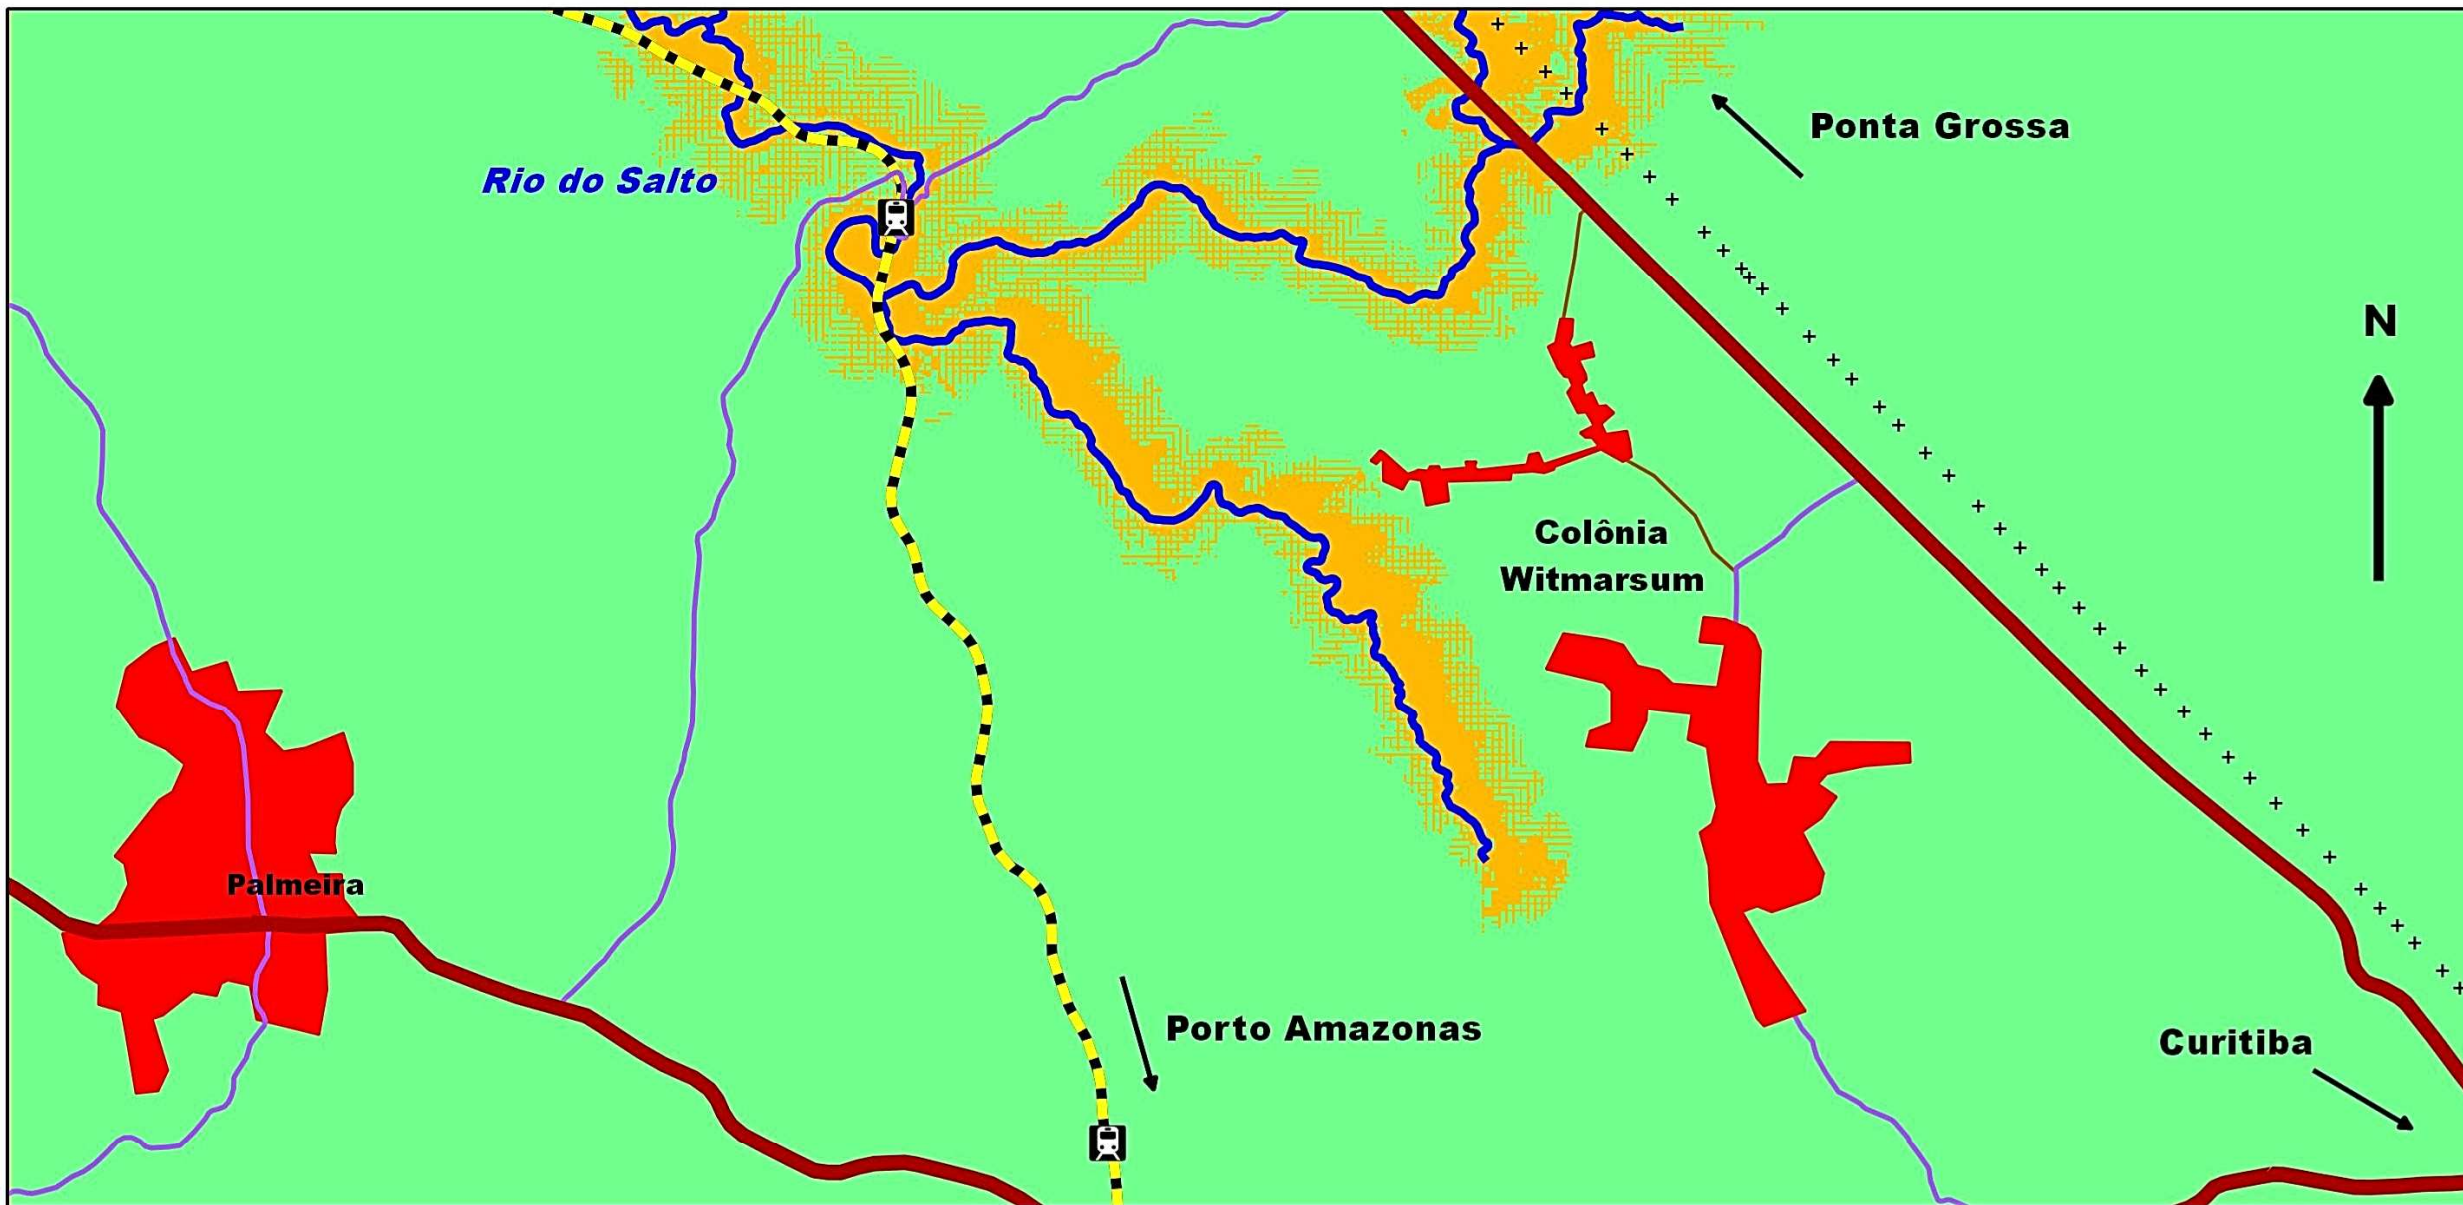 Ponta Grossa
Rio do Salto
N
Colônia
Witmarsum
Palmeira
Porto Amazonas
Curitiba